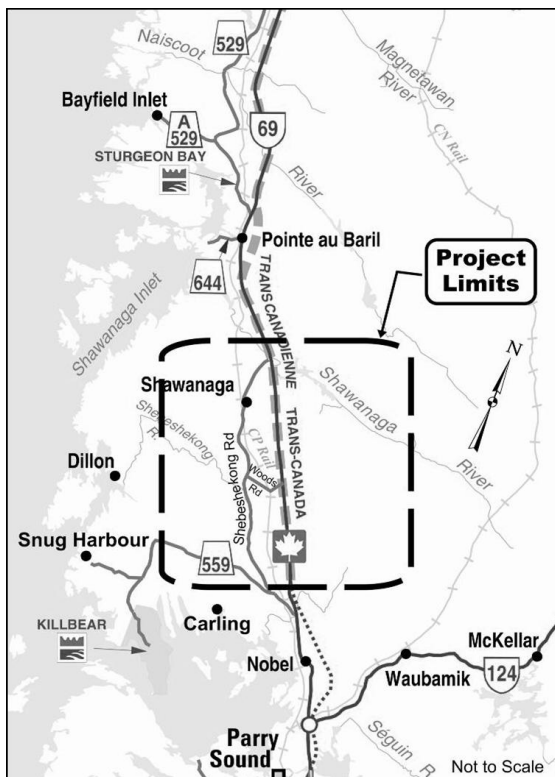 529
Naiscoot
Magnetawan
River
Bayfield Inlet
A
529
69
CN Rail
STURGEON BAY
River
Pointe au Baril
Project
Limits
644
TRANSCANADIENNE
TRANS-CANADA
Shawanaga Inlet
N
Shawanaga
Shawanaga
River
Shebeshekong
R.
CP Rail
Dillon
Shebeshekong Rd
Woods
Rd
Snug Harbour
559
KILLBEAR
Carling
McKellar
Nobel
Waubamik
124
Parry
Sound
Séguin
R.
Not to Scale